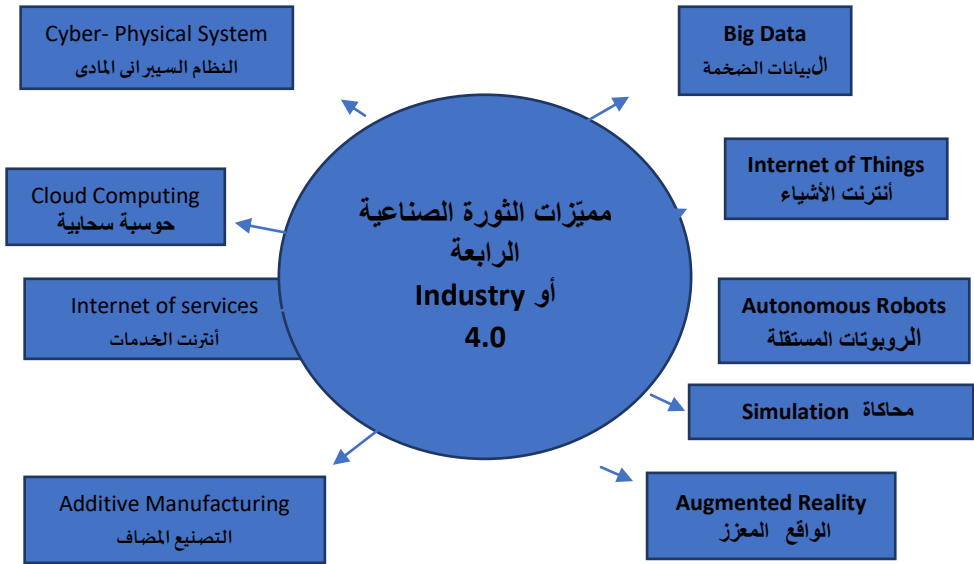 Cyber- Physical System
النظام السيبرانى المادى
Big Data
البيانات الضخمة
Cloud Computing
حوسبة سحابية
Internet of Things
أنترنت الأشياء
مميّزات الثورة الصناعية
الرابعة
أو Industry
4.0
Internet of services
أنترنت الخدمات
Autonomous Robots
الروبوتات المستقلة
محاكاة Simulation
Additive Manufacturing
التصنيع المضاف
Augmented Reality
الواقع المعزز